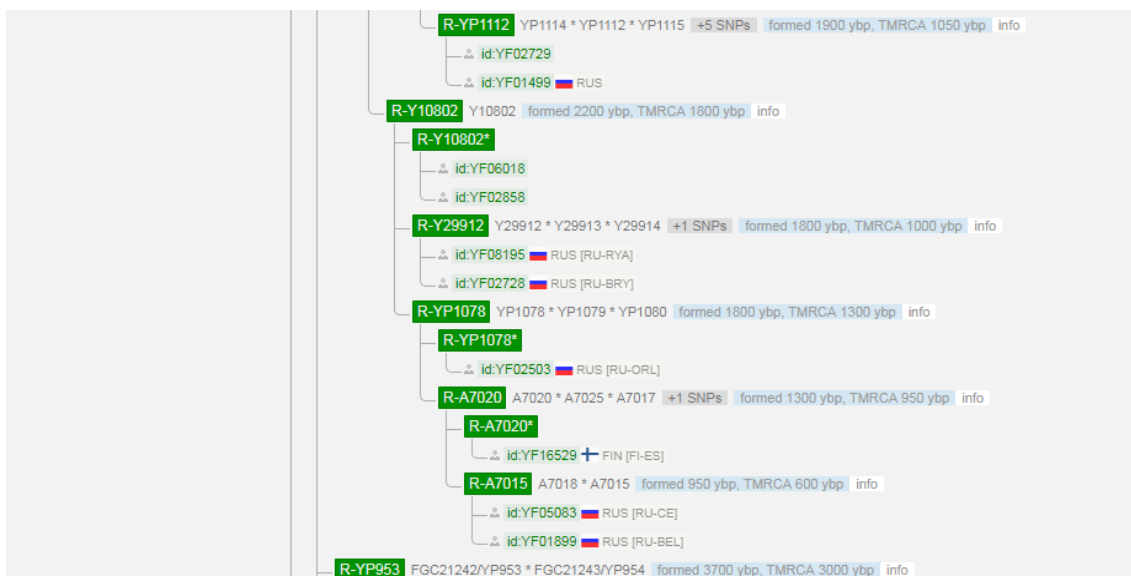 R-YP1112 YP1114 * YP1112 * YP1115 +5 SNPs formed 1900 ybp, TMRCA 1050 ybp info
id:YF02729
id:YF01499 RUS
R-Y10802 Y10802 formed 2200 ybp, TMRCA 1800 ybp info
R-Y10802*
id:YF06018
id:YF02858
R-Y29912 Y29912 * Y29913 * Y29914 +1 SNPs formed 1800 ybp, TMRCA 1000 ybp info
id:YF08195 RUS [RU-RYA]
id:YF02728 RUS [RU-BRY]
R-YP1078 YP1078 * YP1079 * YP1080 formed 1800 ybp, TMRCA 1300 ybp info
R-YP1078*
id:YF02503 RUS [RU-ORL]
R-A7020 A7020 * A7025 * A7017 +1 SNPs formed 1300 ybp, TMRCA 950 ybp info
R-A7020*
id:YF16529 FIN [FI-ES]
R-A7015 A7018 * A7015 formed 950 ybp, TMRCA 600 ybp info
id:YF05083 RUS [RU-CE]
id:YF01899 RUS [RU-BEL]
R-YP953 FGC21242/YP953 * FGC21243/YP954 formed 3700 ybp, TMRCA 3000 ybp info